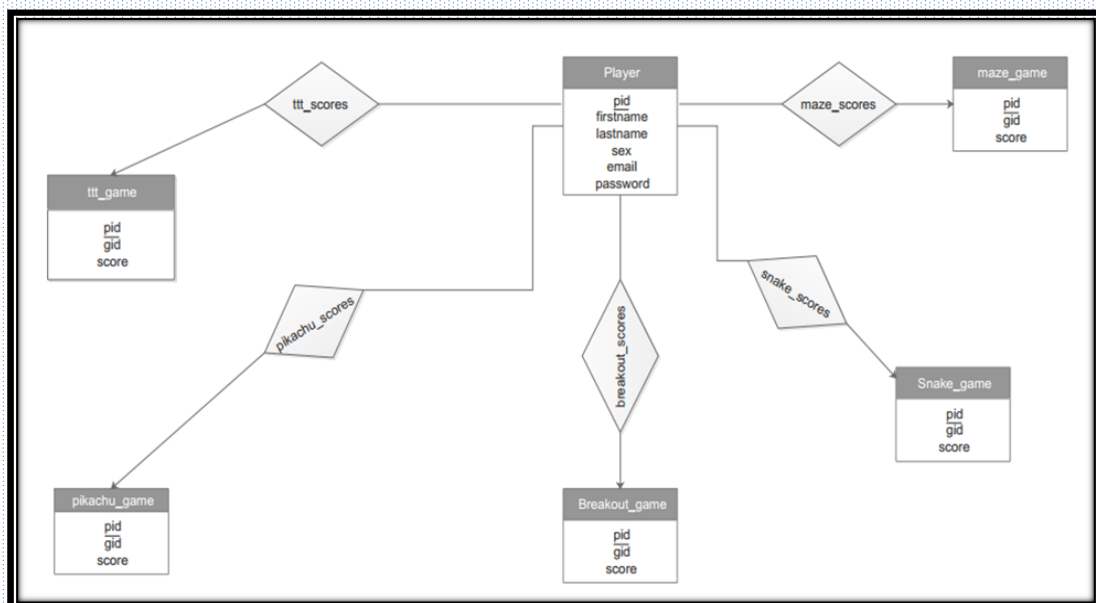 Player
pid
firstname
lastname
sex
email
password
ttt_scores
maze_scores
maze_game
pid
gid
score
ttt_game
pid
gid
score
pikachu_scores
breakout_scores
snake_scores
Snake_game
pid
gid
score
pikachu_game
pid
gid
score
Breakout_game
pid
gid
score